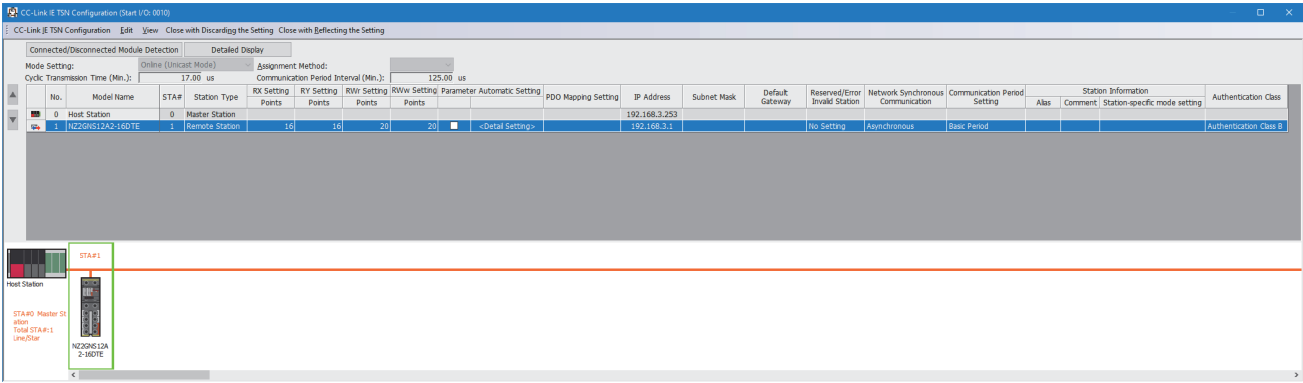 CC-Link IE TSN Configuration (Start I/O: 0010)
CC-Link IE TSN Configuration Edit View Close with Discarding the Setting Close with Reflecting the Setting
Connected/Disconnected Module Detection Detailed Display
Mode Setting: Online (Unicast Mode) Assignment Method:
Cyclic Transmission Time (Min.): 17.00 us Communication Period Interval (Min.): 125.00 us
No. Model Name STA# Station Type RX Setting RY Setting RWr Setting RWw Setting Parameter Automatic Setting PDO Mapping Setting IP Address Subnet Mask Default Gateway Reserved/Error Invalid Station Network Synchronous Communication Communication Period Setting Station Information Authentication Class
Points Points Points Points Alias Comment Station-specific mode setting
0 Host Station 0 Master Station 192.168.3.253
1 NZ2GNS12A2-16DTE 1 Remote Station 16 16 20 20 <Detail Setting> 192.168.3.1 No Setting Asynchronous Basic Period Authentication Class B
STA#1
Host Station
STA#0 Master St
ation
Total STA#:1
Line/Star
NZ2GNS12A
2-16DTE